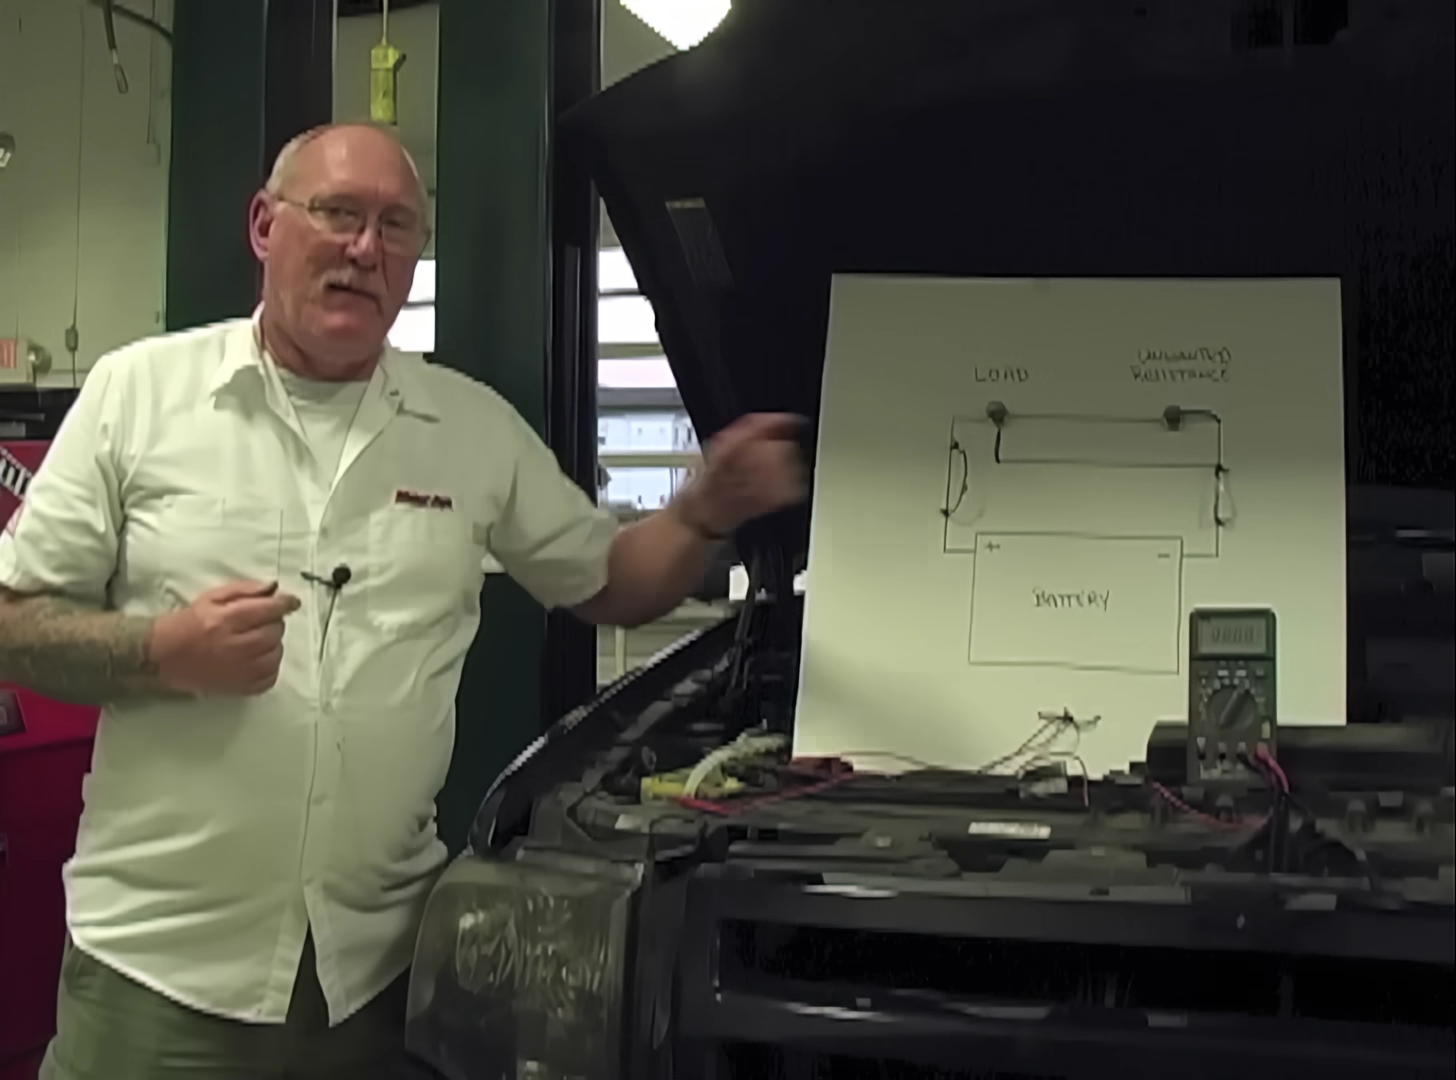 LOAD
UNWANTED
RESISTANCE
+ −
BATTERY